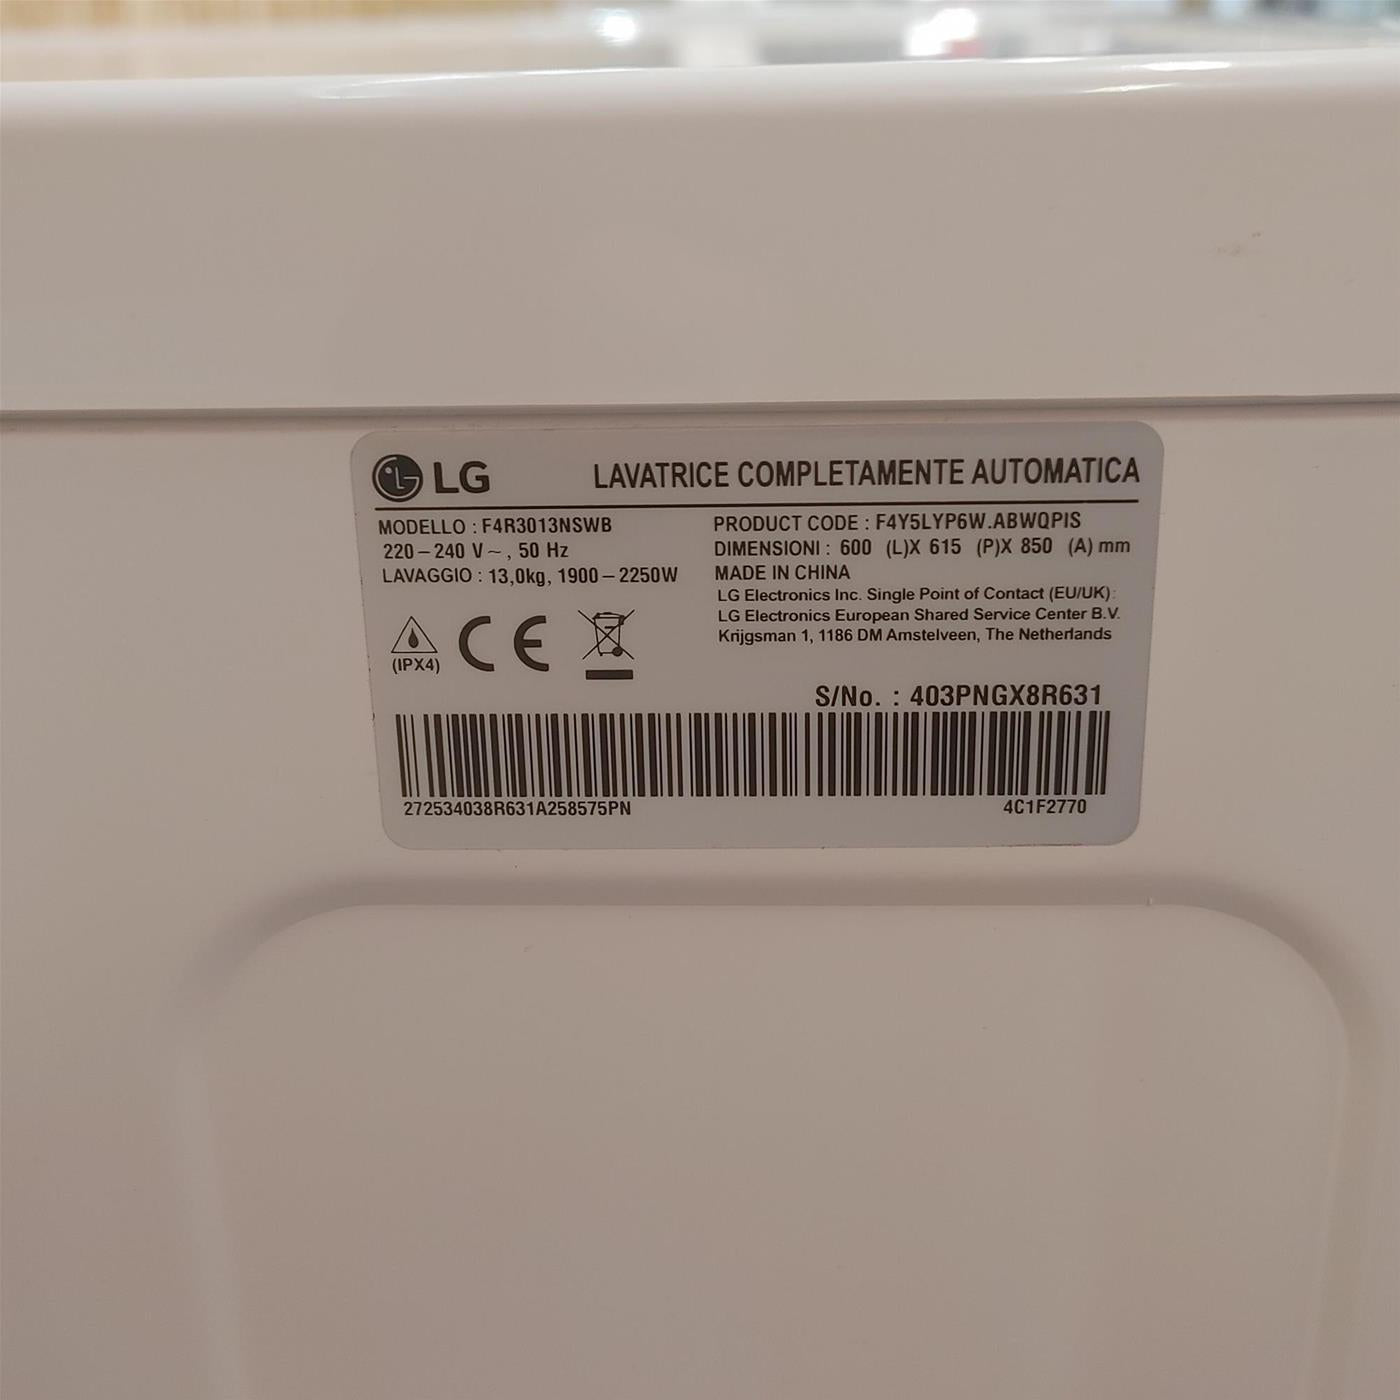 LG LAVATRICE COMPLETAMENTE AUTOMATICA
MODELLO : F4R3013NSWB
220-240 V~, 50 Hz
LAVAGGIO : 13,0kg, 1900-2250W
(IPX4)
CE
PRODUCT CODE : F4Y5LYP6W.ABWQPIS
DIMENSIONI : 600 (L)X 615 (P)X 850 (A) mm
MADE IN CHINA
LG Electronics Inc. Single Point of Contact (EU/UK):
LG Electronics European Shared Service Center B.V.
Krijgsman 1, 1186 DM Amstelveen, The Netherlands
S/No. : 403PNGX8R631
272534038R631A258575PN 4C1F2770